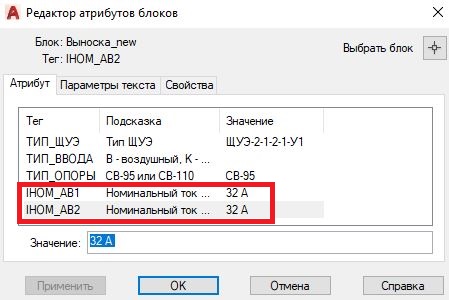 Редактор атрибутов блоков
Блок: Выноска_new
Тег: IНОМ_АВ2
Выбрать блок
Атрибут Параметры текста Свойства
Тег Подсказка Значение
ТИП_ЩУЭ Тип ЩУЭ ЩУЭ-2-1-2-1-У1
ТИП_ВВОДА В - воздушный, К - ...
ТИП_ОПОРЫ СВ-95 или СВ-110 СВ-95
IНОМ_АВ1 Номинальный ток ... 32 А
IНОМ_АВ2 Номинальный ток ... 32 А
Значение: 32 А
Применить OK Отмена Справка